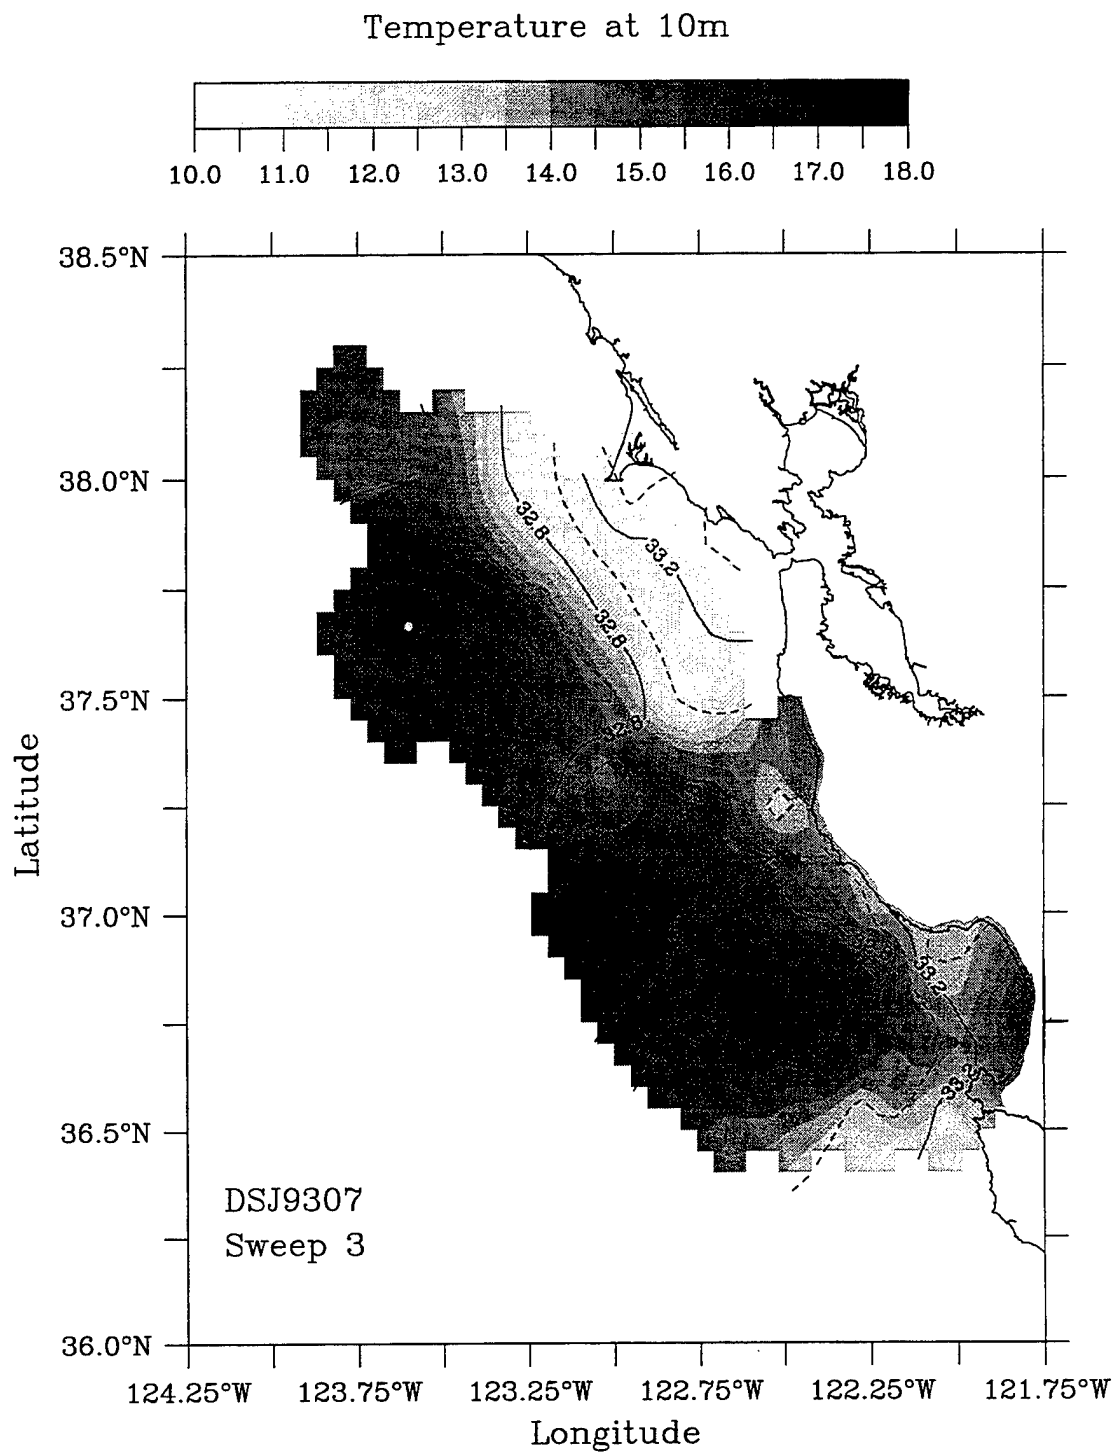 Temperature at 10m
10.0 11.0 12.0 13.0 14.0 15.0 16.0 17.0 18.0
38.5°N
38.0°N
32.8
33.2
32.8
37.5°N
32.8
Latitude
37.0°N
33.2
33.2
36.5°N
DSJ9307
Sweep 3
36.0°N
124.25°W 123.75°W 123.25°W 122.75°W 122.25°W 121.75°W
Longitude